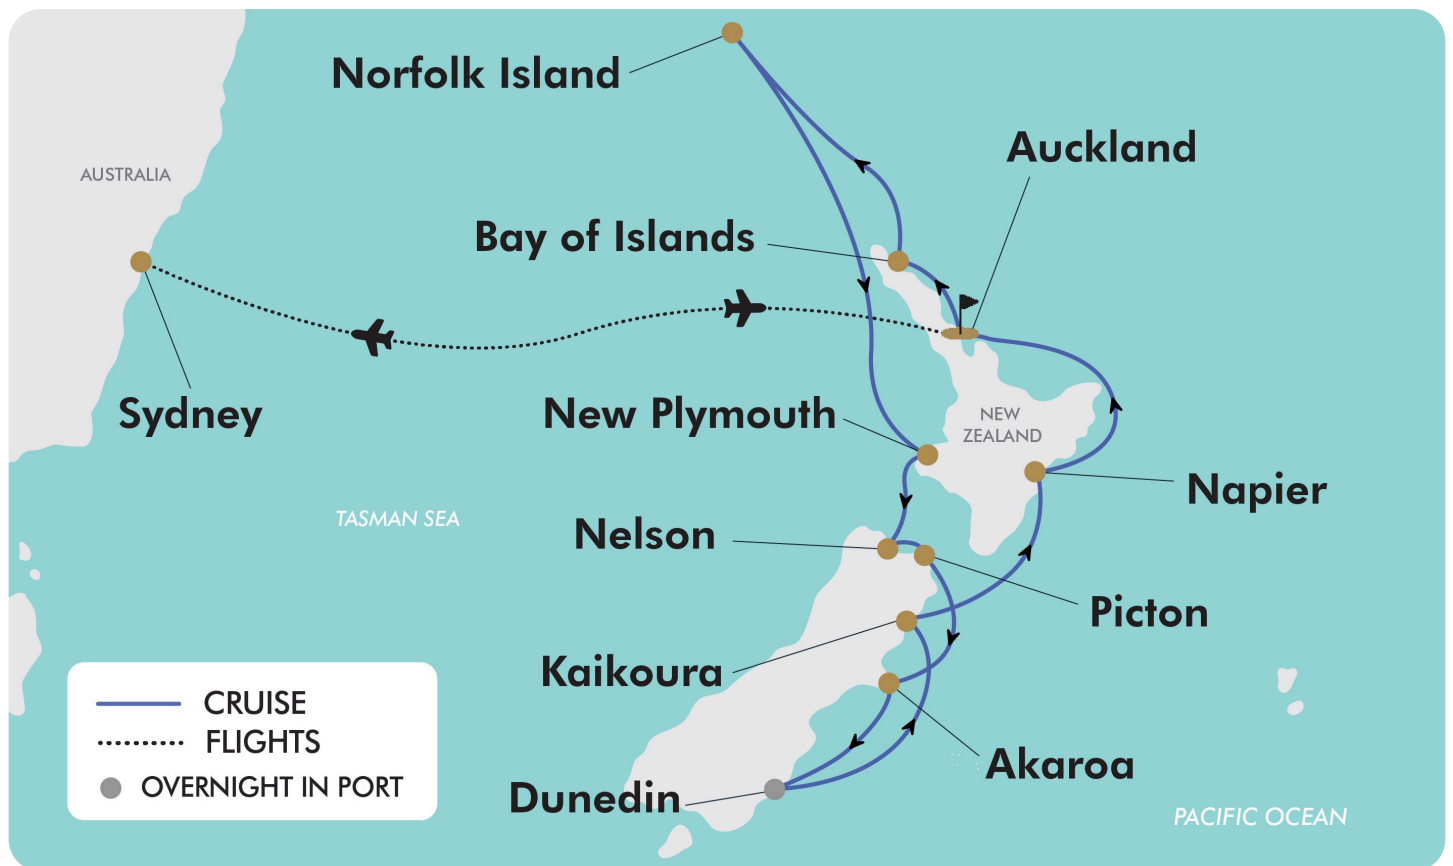 Norfolk Island
Auckland
AUSTRALIA
Bay of Islands
Sydney
New Plymouth
NEW
ZEALAND
Napier
TASMAN SEA
Nelson
Picton
Kaikoura
Akaroa
Dunedin
PACIFIC OCEAN
CRUISE
FLIGHTS
OVERNIGHT IN PORT